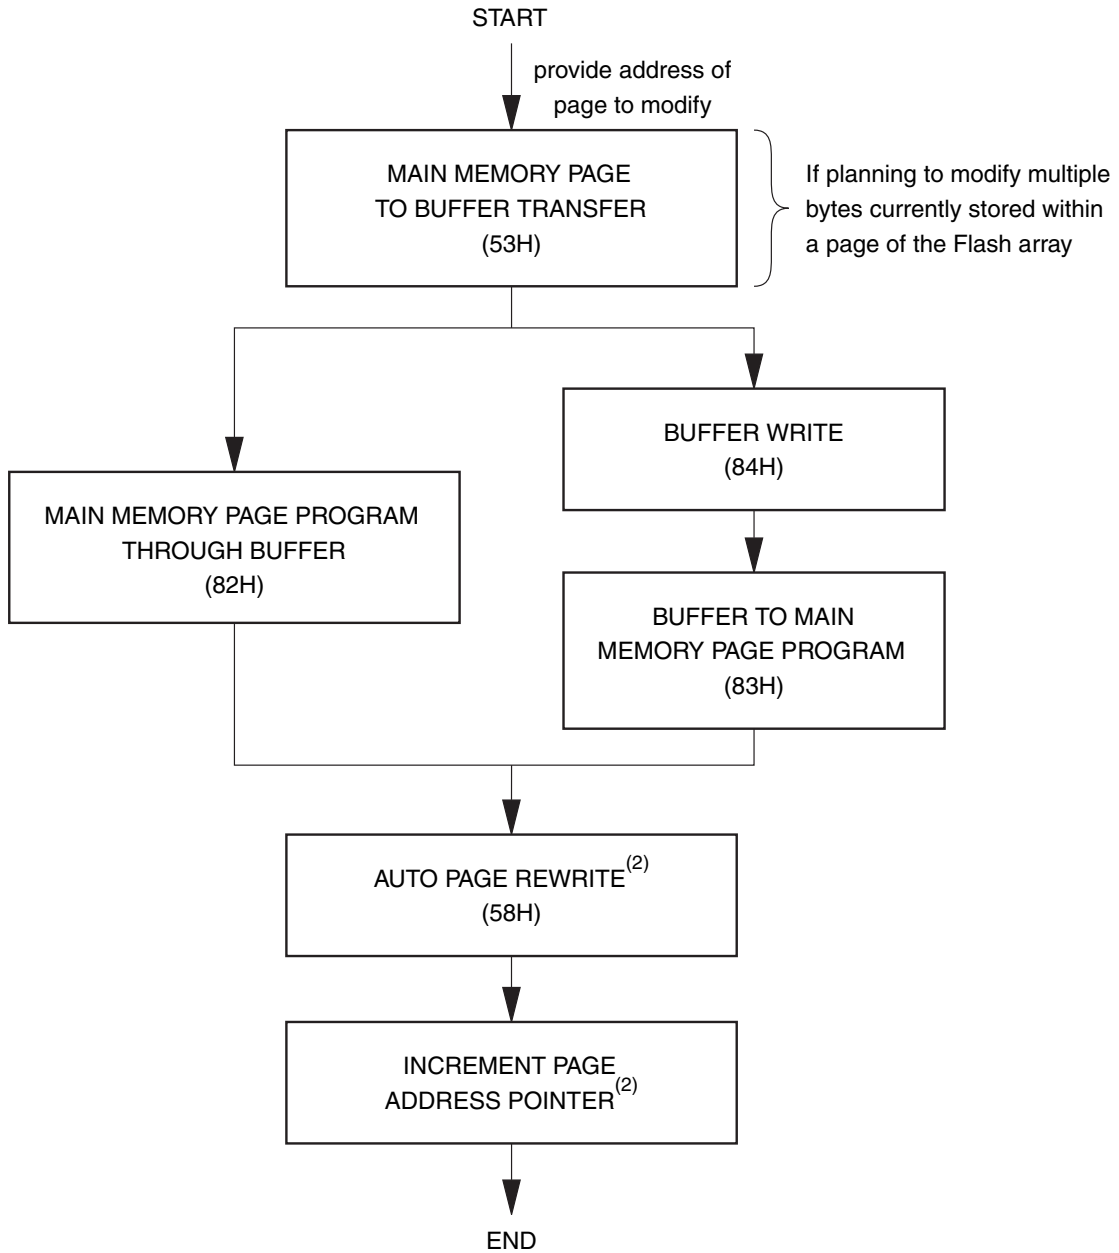 START
provide address of
page to modify
MAIN MEMORY PAGE
TO BUFFER TRANSFER
(53H)
If planning to modify multiple
bytes currently stored within
a page of the Flash array
BUFFER WRITE
(84H)
MAIN MEMORY PAGE PROGRAM
THROUGH BUFFER
(82H)
BUFFER TO MAIN
MEMORY PAGE PROGRAM
(83H)
AUTO PAGE REWRITE(2)
(58H)
INCREMENT PAGE
ADDRESS POINTER(2)
END